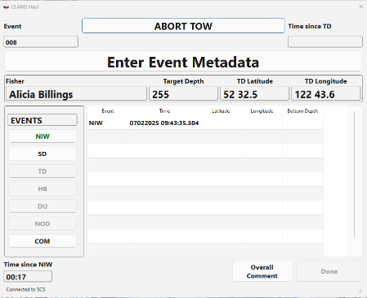 CLAMS Haul
Event
ABORT TOW
Time since TD
008
Enter Event Metadata
Fisher
Target Depth
TD Latitude
TD Longitude
Alicia Billings
255
52 32.5
122 43.6
EVENTS
Event Time Latitude Longitude Bottom Depth
NIW 07022025 09:43:35.504
NIW
SD
TD
HB
DU
NOD
COM
Time since NIW
00:17
Overall
Comment
Done
Connected to SCS